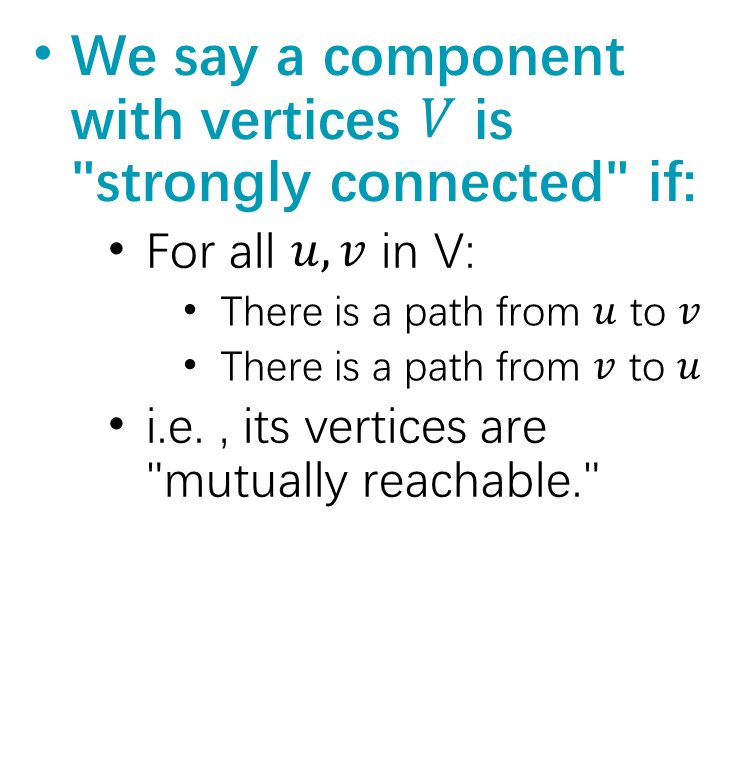 • We say a component
with vertices V is
"strongly connected" if:
• For all u, v in V:
• There is a path from u to v
• There is a path from v to u
• i.e. , its vertices are
"mutually reachable."